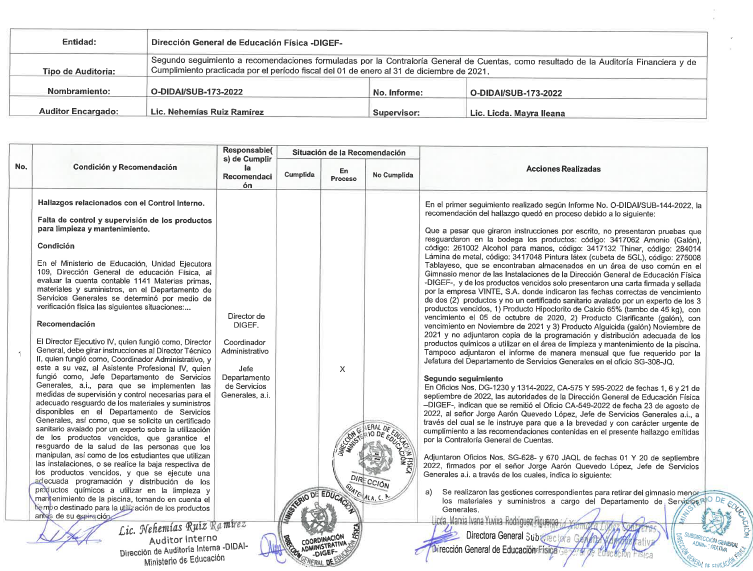 Entidad: Dirección General de Educación Física -DIGEF-
Tipo de Auditoria: Segundo seguimiento a recomendaciones formuladas por la Contraloría General de Cuentas, como resultado de la Auditoría Financiera y de
Cumplimiento practicada por el período fiscal del 01 de enero al 31 de diciembre de 2021.
Nombramiento: O-DIDAI/SUB-173-2022 No. Informe: O-DIDAI/SUB-173-2022
Auditor Encargado: Lic. Nehemías Ruiz Ramírez Supervisor: Lic. Licda. Mayra Ileana
No. Condición y Recomendación
Responsable(
s) de Cumplir
la
Recomendaci
ón
Situación de la Recomendación
Cumplida
En
Proceso
No Cumplida
Acciones Realizadas
Hallazgos relacionados con el Control Interno.
Falta de control y supervisión de los productos
para limpieza y mantenimiento.
Condición
En el Ministerio de Educación, Unidad Ejecutora
109, Dirección General de educación Física, al
evaluar la cuenta contable 1141 Materias primas,
materiales y suministros, en el Departamento de
Servicios Generales se determinó por medio de
verificación física las siguientes situaciones:...
Recomendación
El Director Ejecutivo IV, quien fungió como, Director
General, debe girar instrucciones al Director Técnico
II, quien fungió como, Coordinador Administrativo, y
este a su vez, al Asistente Profesional IV, quien
fungió como, Jefe Departamento de Servicios
Generales, a.i., para que se implementen las
medidas de supervisión y control necesarias para el
adecuado resguardo de los materiales y suministros
disponibles en el Departamento de Servicios
Generales, así como, que se solicite un certificado
sanitario avalado por un experto sobre la utilización
de los productos vencidos, que garantice el
resguardo de la salud de las personas que los
manipulan, así como de los estudiantes que utilizan
las instalaciones, o se realice la baja respectiva de
los productos vencidos, y que se ejecute una
adecuada programación y distribución de los
productos químicos a utilizar en la limpieza y
mantenimiento de la piscina, tomando en cuenta el
tiempo destinado para la utilización de los productos
antes de su expiración.
Director de
DIGEF.
Coordinador
Administrativo
Jefe
Departamento
de Servicios
Generales, a.i.
X
En el primer seguimiento realizado según Informe No. O-DIDAI/SUB-144-2022, la
recomendación del hallazgo quedó en proceso debido a lo siguiente:
Que a pesar que giraron instrucciones por escrito, no presentaron pruebas que
resguardaron en la bodega los productos: código: 3417062 Amonio (Galón),
código: 261002 Alcohol para manos, código: 3417132 Thiner, código: 284014
Lámina de metal, código: 3417048 Pintura látex (cubeta de 5GL), código: 275008
Tablayeso, que se encontraban almacenados en un área de uso común en el
Gimnasio menor de las Instalaciones de la Dirección General de Educación Física
-DIGEF-, y de los productos vencidos solo presentaron una carta firmada y sellada
por la empresa VINTE, S.A. donde indicaron las fechas correctas de vencimiento
de dos (2) productos y no un certificado sanitario avalado por un experto de los 3
productos vencidos, 1) Producto Hipoclorito de Calcio 65% (tambo de 45 kg), con
vencimiento el 05 de octubre de 2020, 2) Producto Clarificante (galón), con
vencimiento en Noviembre de 2021 y 3) Producto Alguicida (galón) Noviembre de
2021 y no adjuntaron copia de la programación y distribución adecuada de los
productos químicos a utilizar en el área de limpieza y mantenimiento de la piscina.
Tampoco adjuntaron el informe de manera mensual que fue requerido por la
Jefatura del Departamento de Servicios Generales en el oficio SG-308-JQ.
Segundo seguimiento
En Oficios Nos. DG-1230 y 1314-2022, CA-575 Y 595-2022 de fechas 1, 6 y 21 de
septiembre de 2022, las autoridades de la Dirección General de Educación Física
–DIGEF-, indican que se remitió el Oficio CA-549-2022 de fecha 23 de agosto de
2022, al señor Jorge Aarón Quevedo López, Jefe de Servicios Generales a.i., a
través del cual se le instruye para que a la brevedad y con carácter urgente de
cumplimiento a las recomendaciones contenidas en el presente hallazgo emitidas
por la Contraloría General de Cuentas.
Adjuntaron Oficios Nos. SG-628- y 670 JAQL de fechas 01 Y 20 de septiembre
2022, firmados por el señor Jorge Aarón Quevedo López, Jefe de Servicios
Generales a.i. a través de los cuales, indica lo siguiente:
a) Se realizaron las gestiones correspondientes para retirar del gimnasio menor
los materiales y suministros a cargo del Departamento de Servicios
Generales.
Lic. Nehemías Ruiz Ramírez
Auditor Interno
Dirección de Auditoría Interna -DIDAI-
Ministerio de Educación
DIRECCIÓN GENERAL DE EDUCACIÓN FÍSICA
MINISTERIO DE EDUCACIÓN
DIRECCIÓN
GUATEMALA, C. A.
MINISTERIO DE EDUCACIÓN
COORDINACIÓN
ADMINISTRATIVA
-DIGEF-
Directora General
Dirección General de Educación Física